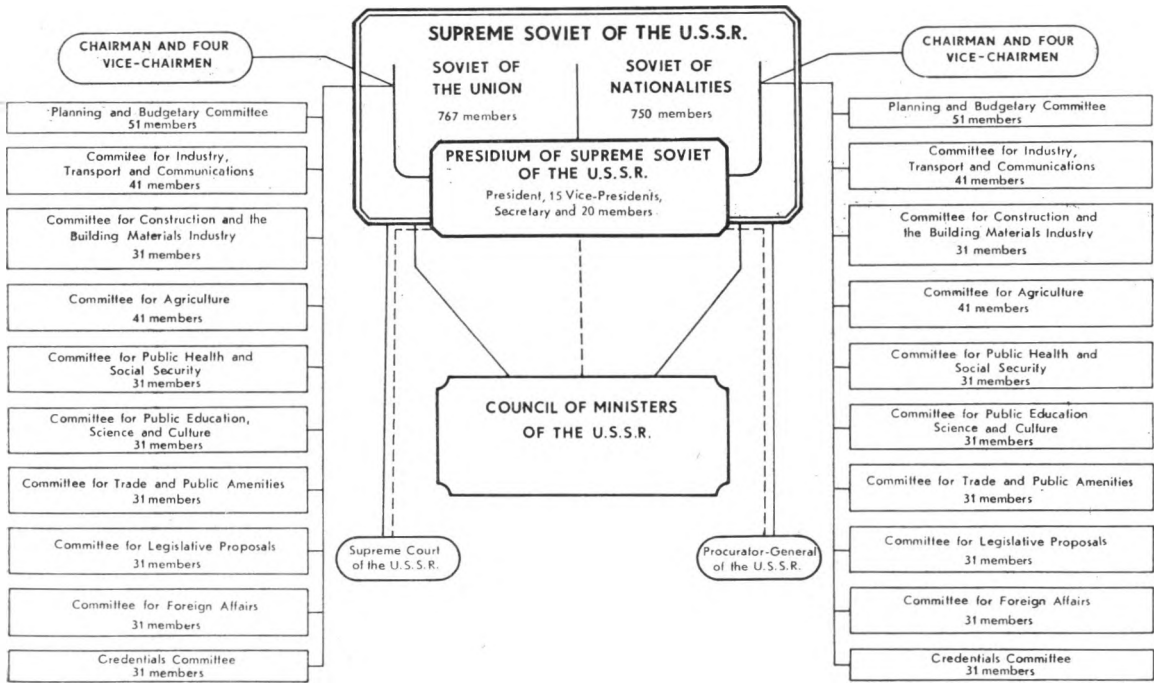 SUPREME SOVIET OF THE U.S.S.R.
CHAIRMAN AND FOUR
VICE-CHAIRMEN
SOVIET OF
THE UNION
767 members
SOVIET OF
NATIONALITIES
750 members
CHAIRMAN AND FOUR
VICE-CHAIRMEN
PRESIDIUM OF SUPREME SOVIET
OF THE U.S.S.R.
President, 15 Vice-Presidents,
Secretary and 20 members
COUNCIL OF MINISTERS
OF THE U.S.S.R.
Supreme Court
of the U.S.S.R.
Procurator-General
of the U.S.S.R.
Planning and Budgetary Committee
51 members
Commitee for Industry,
Transport and Communications
41 members
Committee for Construction and the
Building Materials Industry
31 members
Committee for Agriculture
41 members
Committee for Public Health and
Social Security
31 members
Committee for Public Education,
Science and Culture
31 members
Committee for Trade and Public Amenities
31 members
Committee for Legislative Proposals
31 members
Committee for Foreign Affairs
31 members
Credentials Committee
31 members
Planning and Budgetary Committee
51 members
Committee for Industry,
Transport and Communications
41 members
Committee for Construction and
the Building Materials Industry
31 members
Committee for Agriculture
41 members
Committee for Public Health and
Social Security
31 members
Committee for Public Education
Science and Culture
31 members
Committee for Trade and Public Amenities
31 members
Committee for Legislative Proposals
31 members
Committee for Foreign Affairs
31 members
Credentials Committee
31 members